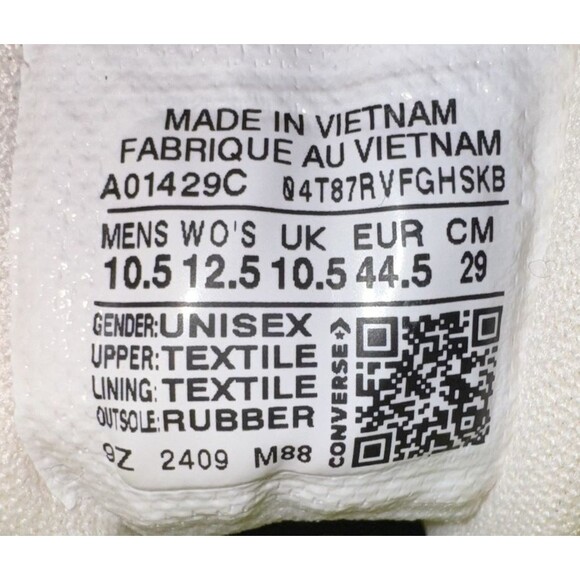 MADE IN VIETNAM
FABRIQUE AU VIETNAM
A01429C 04T87RVFGHSKB
MENS WO'S UK EUR CM
10.5 12.5 10.5 44.5 29
GENDER: UNISEX
UPPER: TEXTILE
LINING: TEXTILE
OUTSOLE: RUBBER
9Z 2409 M88
CONVERSE